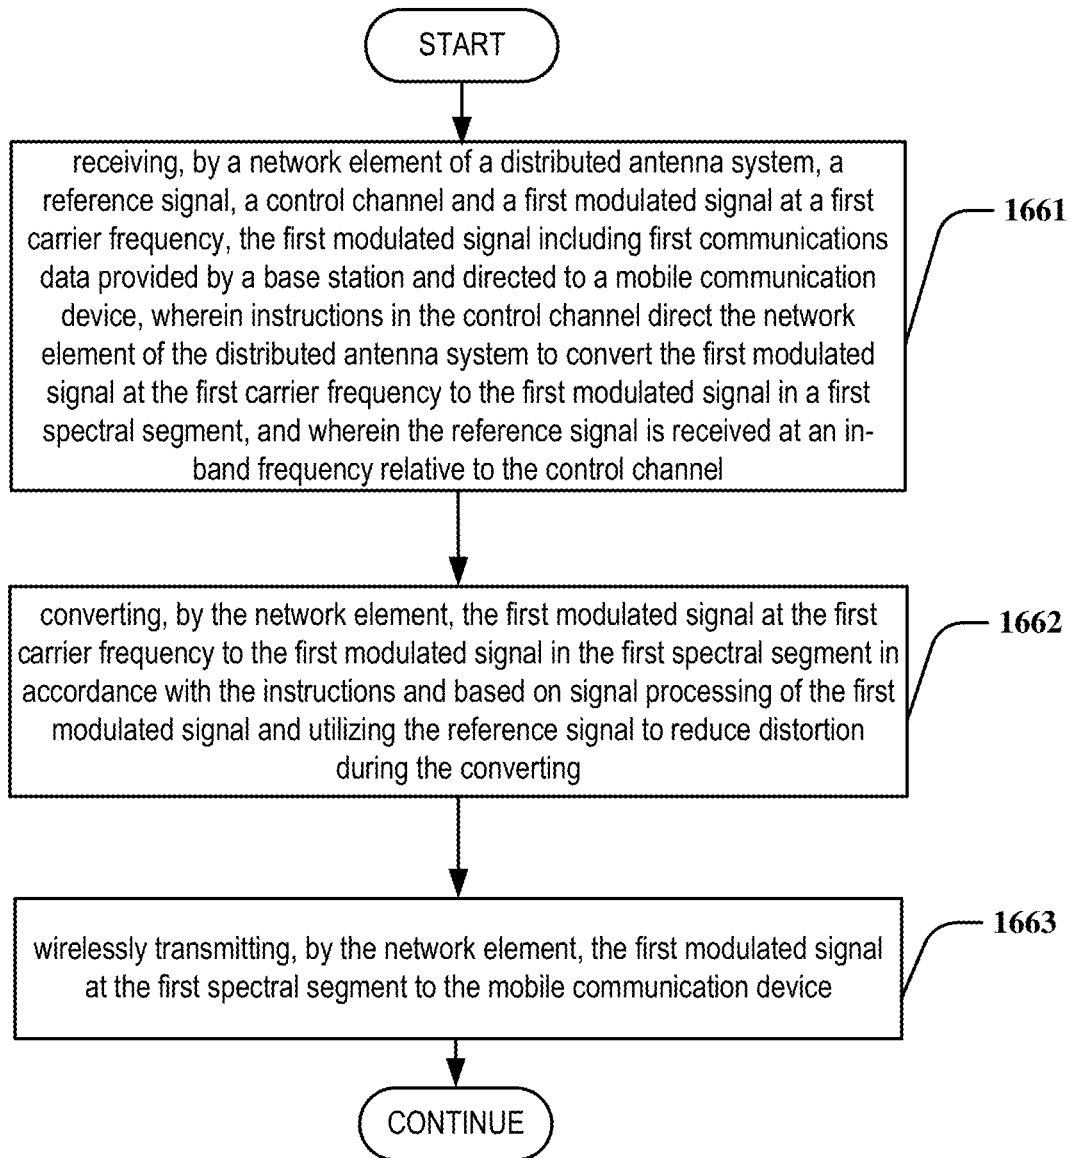 START
receiving, by a network element of a distributed antenna system, a
reference signal, a control channel and a first modulated signal at a first
carrier frequency, the first modulated signal including first communications
data provided by a base station and directed to a mobile communication
device, wherein instructions in the control channel direct the network
element of the distributed antenna system to convert the first modulated
signal at the first carrier frequency to the first modulated signal in a first
spectral segment, and wherein the reference signal is received at an in-
band frequency relative to the control channel
1661
converting, by the network element, the first modulated signal at the first
carrier frequency to the first modulated signal in the first spectral segment in
accordance with the instructions and based on signal processing of the first
modulated signal and utilizing the reference signal to reduce distortion
during the converting
1662
wirelessly transmitting, by the network element, the first modulated signal
at the first spectral segment to the mobile communication device
1663
CONTINUE